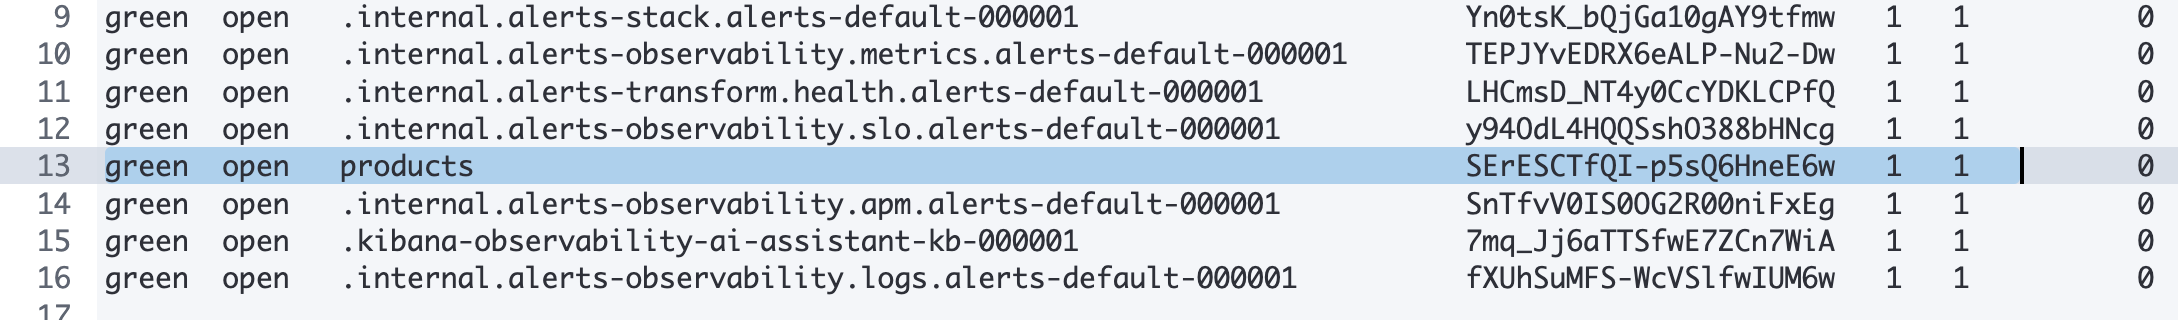 9 green open .internal.alerts-stack.alerts-default-000001 Yn0tsK_bQjGa10gAY9tfmw 1 1 0
10 green open .internal.alerts-observability.metrics.alerts-default-000001 TEPJYvEDRX6eALP-Nu2-Dw 1 1 0
11 green open .internal.alerts-transform.health.alerts-default-000001 LHCmsD_NT4y0CcYDKLCPfQ 1 1 0
12 green open .internal.alerts-observability.slo.alerts-default-000001 y94OdL4HQQSshO388bHNcg 1 1 0
13 green open products SErESCTfQI-p5sQ6HneE6w 1 1 0
14 green open .internal.alerts-observability.apm.alerts-default-000001 SnTfvV0IS0OG2R00niFxEg 1 1 0
15 green open .kibana-observability-ai-assistant-kb-000001 7mq_Jj6aTTSfwE7ZCn7WiA 1 1 0
16 green open .internal.alerts-observability.logs.alerts-default-000001 fXUhSuMFS-WcVSlfwIUM6w 1 1 0
17